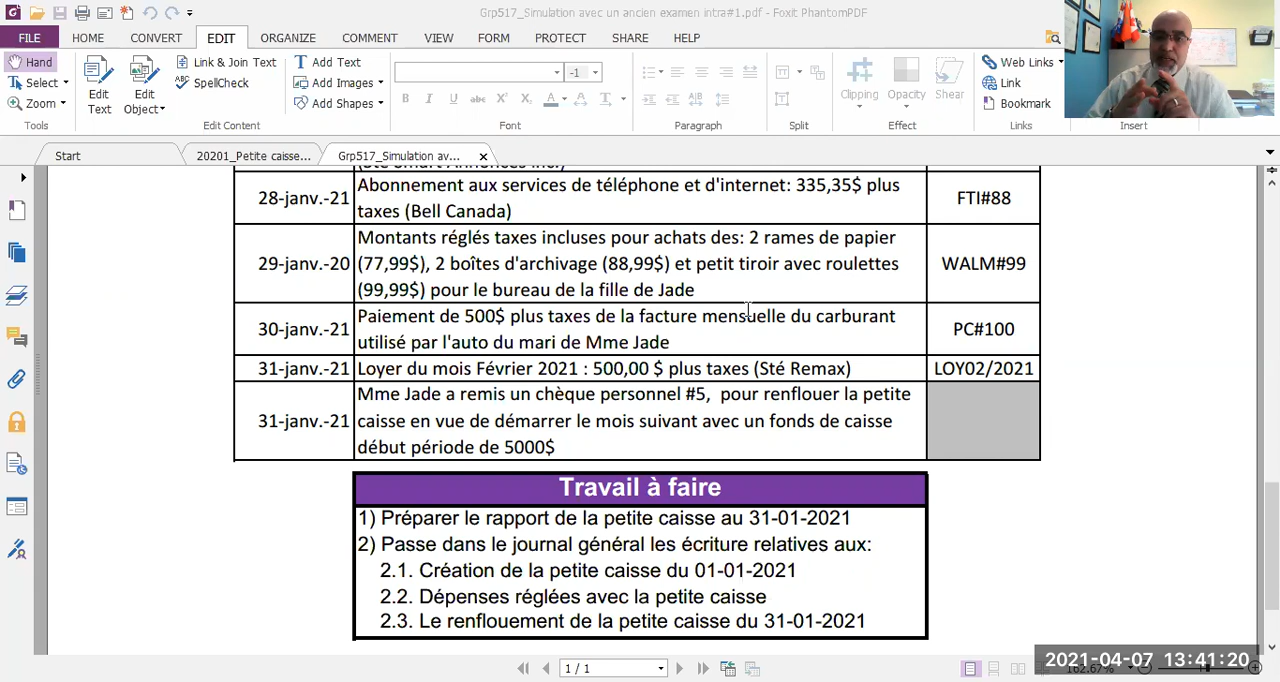 Grp517_Simulation avec un ancien examen intra#1.pdf - Foxit PhantomPDF
FILE HOME CONVERT EDIT ORGANIZE COMMENT VIEW FORM PROTECT SHARE HELP
Hand
Select
Zoom
Tools
Edit Text
Edit Object
Link & Join Text
SpellCheck
Edit Content
Add Text
Add Images
Add Shapes
-1
B I U abc X² X₂
A
Font
Paragraph
Split
Clipping
Opacity
Shear
Effect
Web Links
Link
Bookmark
Links
Insert
Start
20201_Petite caisse...
Grp517_Simulation av...
28-janv.-21 Abonnement aux services de téléphone et d'internet: 335,35$ plus
taxes (Bell Canada) FTI#88
29-janv.-20 Montants réglés taxes incluses pour achats des: 2 rames de papier
(77,99$), 2 boîtes d'archivage (88,99$) et petit tiroir avec roulettes WALM#99
(99,99$) pour le bureau de la fille de Jade
30-janv.-21 Paiement de 500$ plus taxes de la facture mensuelle du carburant
utilisé par l'auto du mari de Mme Jade PC#100
31-janv.-21 Loyer du mois Février 2021 : 500,00 $ plus taxes (Sté Remax) LOY02/2021
31-janv.-21 Mme Jade a remis un chèque personnel #5, pour renflouer la petite
caisse en vue de démarrer le mois suivant avec un fonds de caisse
début période de 5000$
Travail à faire
1) Préparer le rapport de la petite caisse au 31-01-2021
2) Passe dans le journal général les écriture relatives aux:
2.1. Création de la petite caisse du 01-01-2021
2.2. Dépenses réglées avec la petite caisse
2.3. Le renflouement de la petite caisse du 31-01-2021
1 / 1
2021-04-07 13:41:20